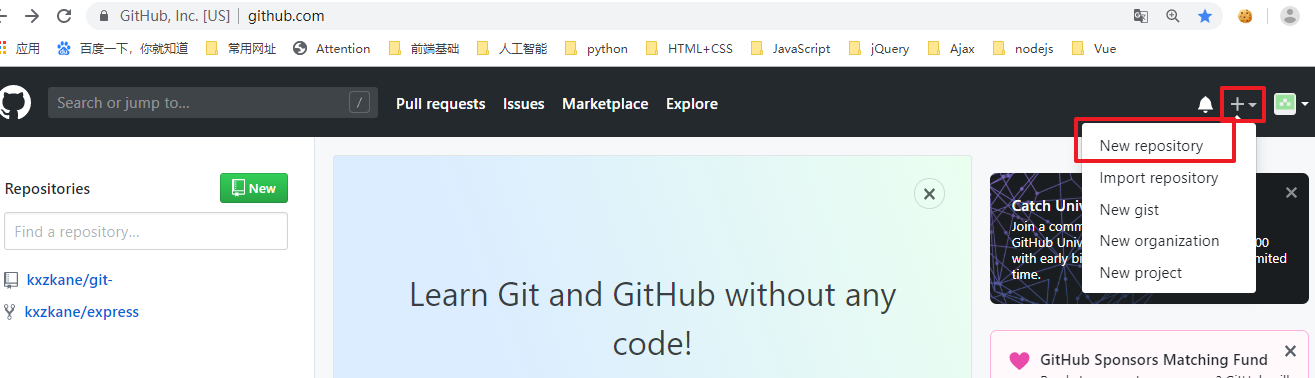 GitHub, Inc. [US] | github.com
应用 百度一下，你就知道 常用网址 Attention 前端基础 人工智能 python HTML+CSS JavaScript jQuery Ajax nodejs Vue
Search or jump to... / Pull requests Issues Marketplace Explore
New repository
Import repository
New gist
New organization
New project
Repositories New
Find a repository...
kxzkane/git-
kxzkane/express
Learn Git and GitHub without any
code!
Catch Univ
Join a comm
GitHub Univ 00
with early bi mited
time.
GitHub Sponsors Matching Fund